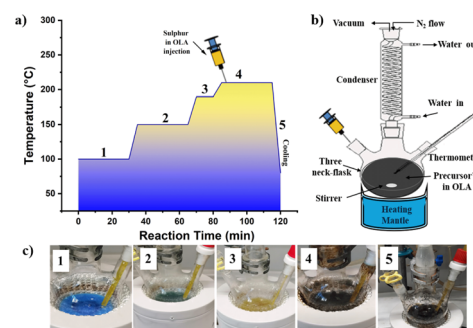 a)
Temperature (°C)
350
300
250
200
150
100
50
0
20
40
60
80
100
120
Reaction Time (min)
Sulphur
in OLA
injection
1
2
3
4
5
Cooling
b)
Vacuum
N₂ flow
Water ou
Condenser
Water in
Three
neck-flask
Thermomet
Precursor
in OLA
Stirrer
Heating
Mantle
c)
1
2
3
4
5